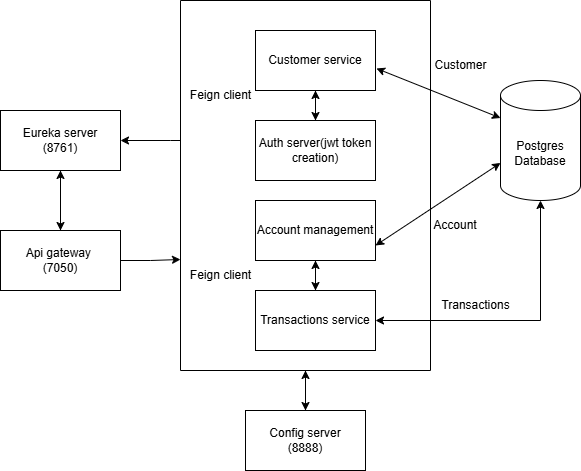 Customer service
Customer
Feign client
Eureka server
(8761)
Auth server(jwt token
creation)
Postgres
Database
Account management
Account
Api gateway
(7050)
Feign client
Transactions service
Transactions
Config server
(8888)